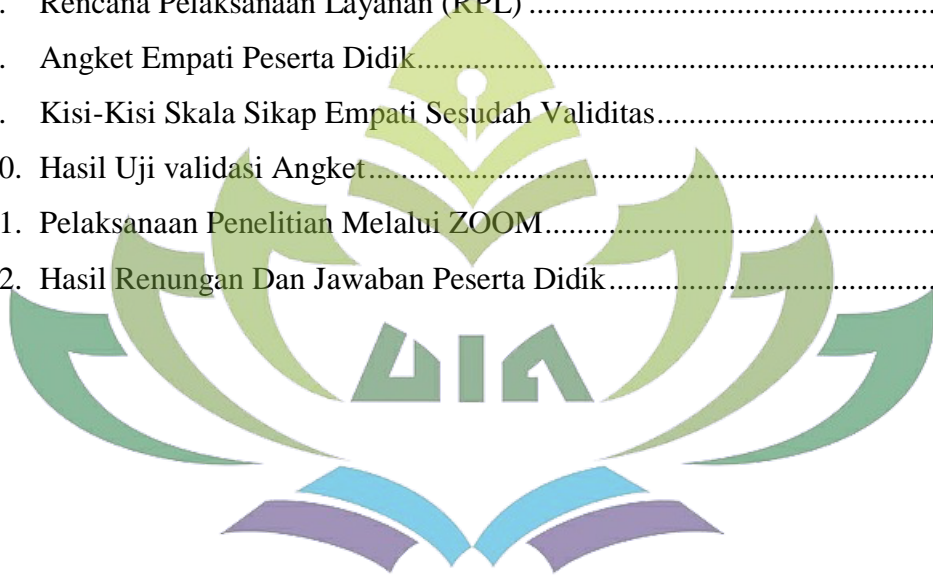 . Rencana Pelaksanaan Layanan (RPL) ...............................................
. Angket Empati Peserta Didik...............................................................
. Kisi-Kisi Skala Sikap Empati Sesudah Validitas..................................
0. Hasil Uji validasi Angket......................................................................
1. Pelaksanaan Penelitian Melalui ZOOM................................................
2. Hasil Renungan Dan Jawaban Peserta Didik........................................
UIN